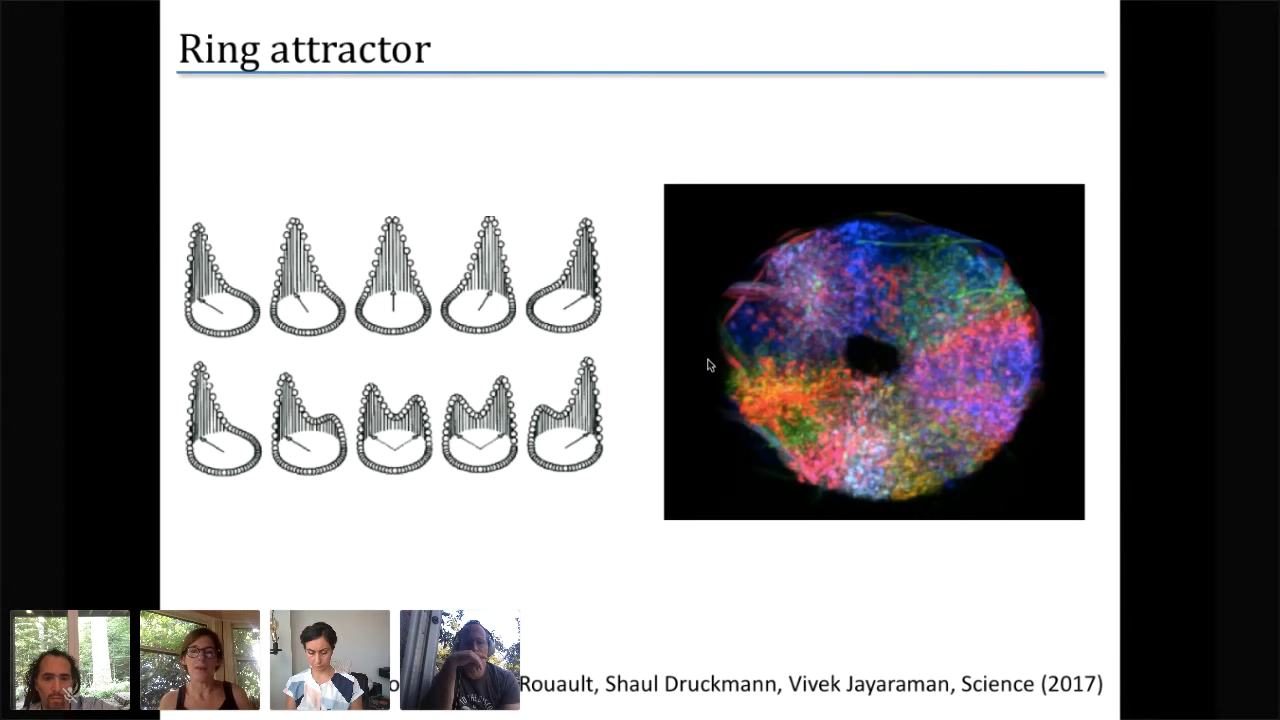 Ring attractor
Rouault, Shaul Druckmann, Vivek Jayaraman, Science (2017)